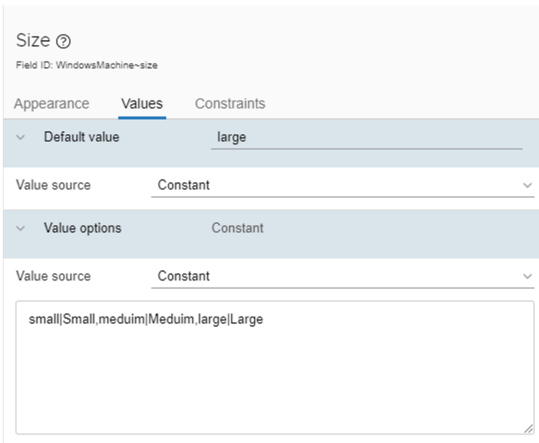 Size ?
Field ID: WindowsMachine~size
Appearance Values Constraints
Default value large
Value source Constant
Value options Constant
Value source Constant
small|Small,meduim|Meduim,large|Large